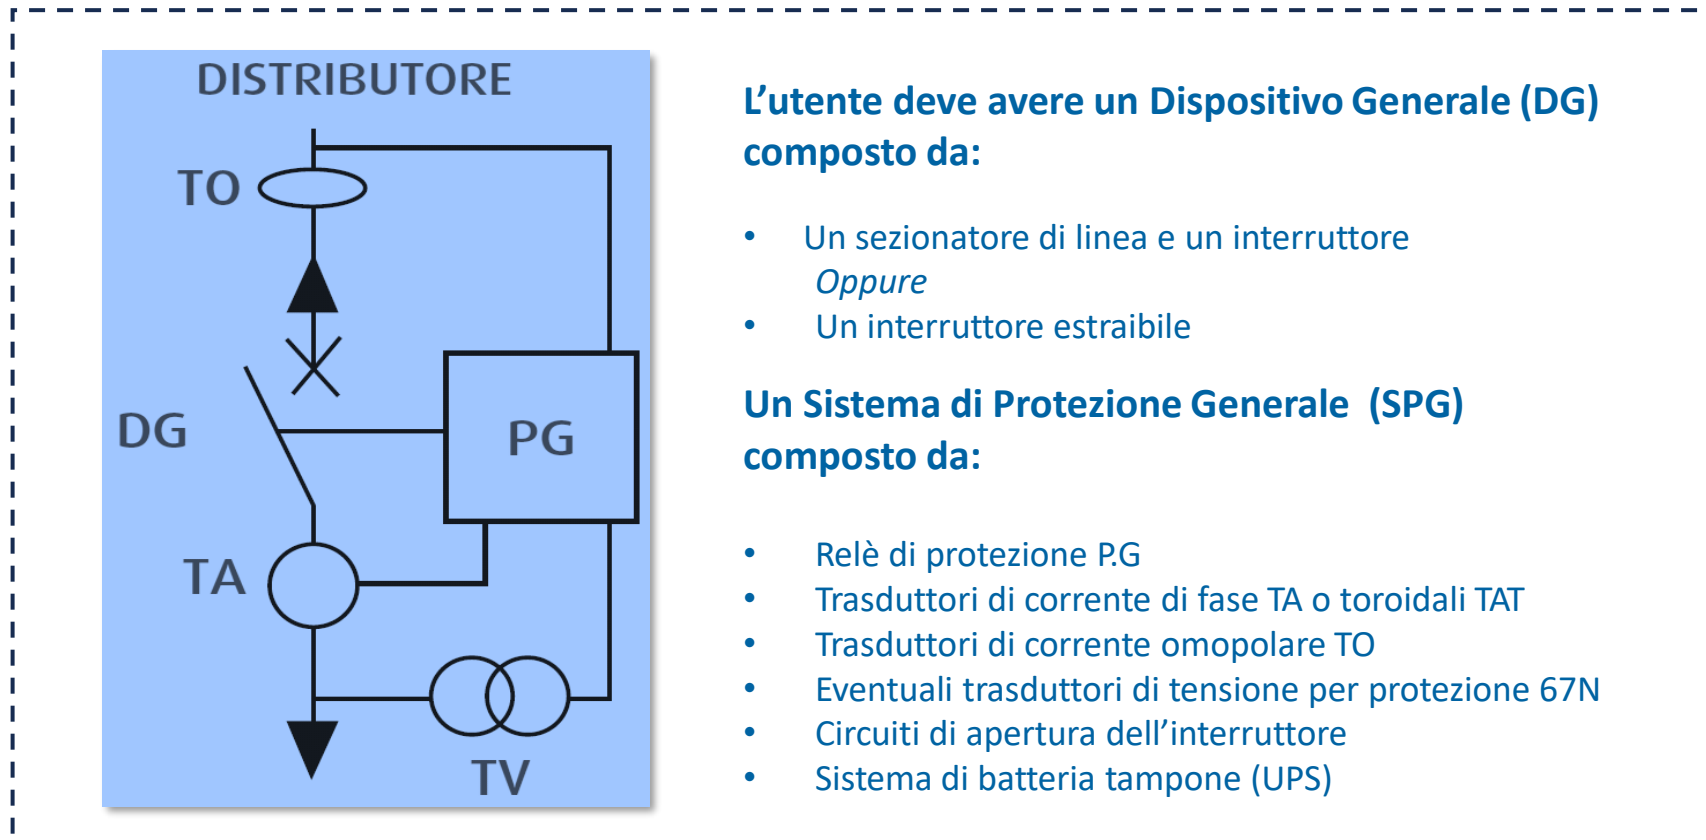 DISTRIBUTORE
TO
DG
PG
TA
TV
L’utente deve avere un Dispositivo Generale (DG)
composto da:
• Un sezionatore di linea e un interruttore
Oppure
• Un interruttore estraibile
Un Sistema di Protezione Generale (SPG)
composto da:
• Relè di protezione P.G
• Trasduttori di corrente di fase TA o toroidali TAT
• Trasduttori di corrente omopolare TO
• Eventuali trasduttori di tensione per protezione 67N
• Circuiti di apertura dell’interruttore
• Sistema di batteria tampone (UPS)